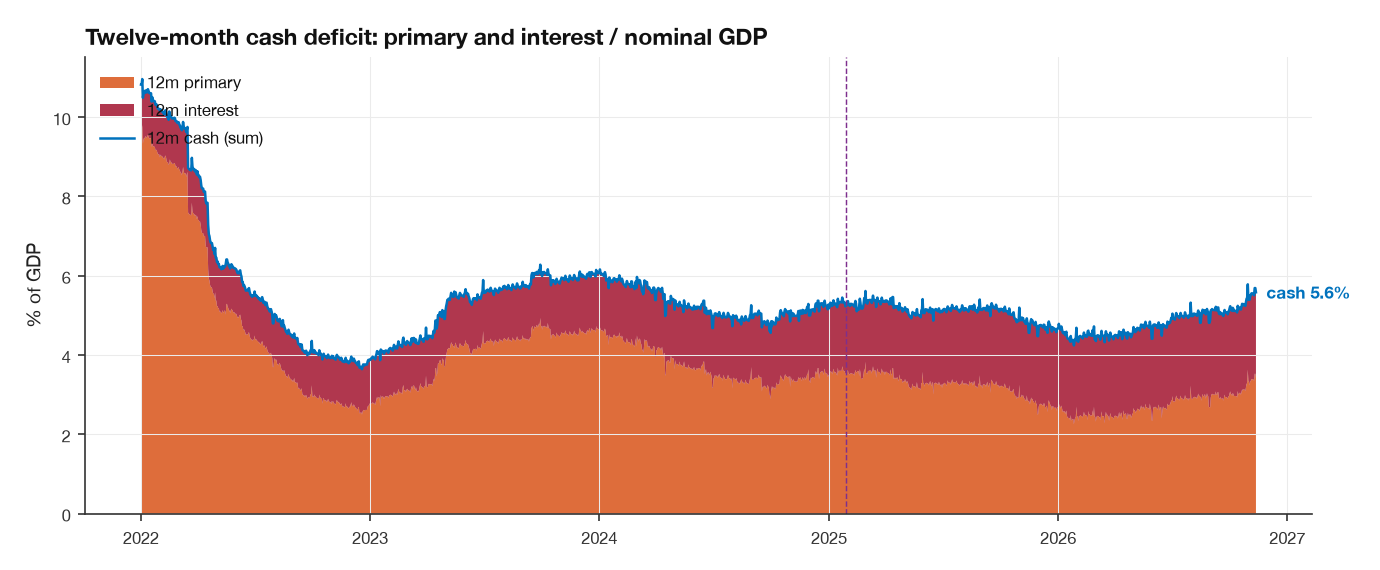 Twelve-month cash deficit: primary and interest / nominal GDP
12m primary
12m interest
12m cash (sum)
% of GDP
10
8
6
4
2
0
cash 5.6%
2022
2023
2024
2025
2026
2027